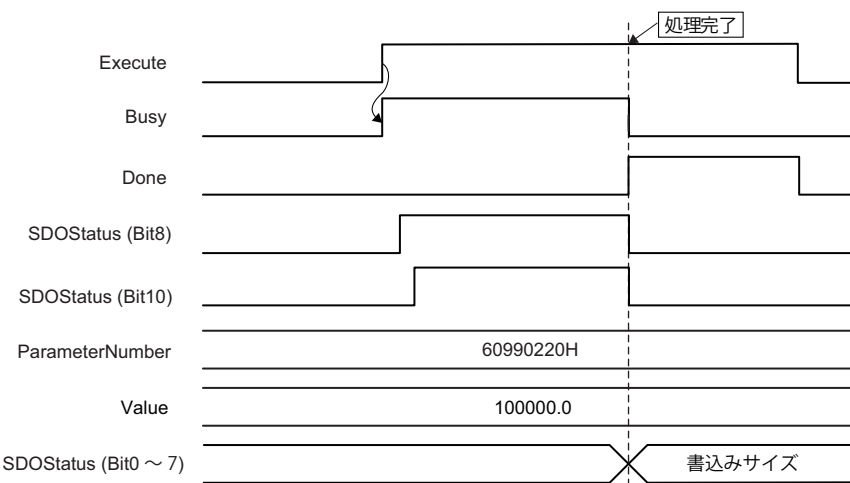 処理完了
Execute
Busy
Done
SDOStatus (Bit8)
SDOStatus (Bit10)
ParameterNumber 60990220H
Value 100000.0
SDOStatus (Bit0 ～ 7) 書込みサイズ